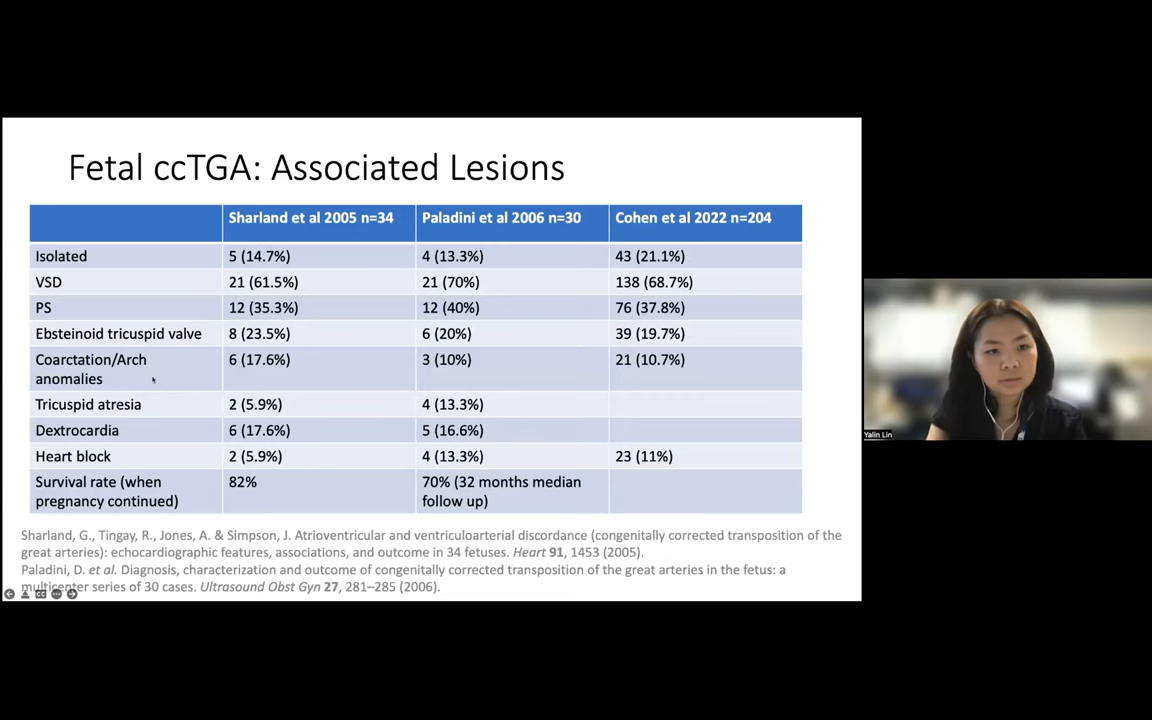 Fetal ccTGA: Associated Lesions
Sharland et al 2005 n=34 Paladini et al 2006 n=30 Cohen et al 2022 n=204
Isolated 5 (14.7%) 4 (13.3%) 43 (21.1%)
VSD 21 (61.5%) 21 (70%) 138 (68.7%)
PS 12 (35.3%) 12 (40%) 76 (37.8%)
Ebsteinoid tricuspid valve 8 (23.5%) 6 (20%) 39 (19.7%)
Coarctation/Arch 6 (17.6%) 3 (10%) 21 (10.7%)
anomalies
Tricuspid atresia 2 (5.9%) 4 (13.3%)
Dextrocardia 6 (17.6%) 5 (16.6%)
Heart block 2 (5.9%) 4 (13.3%) 23 (11%)
Survival rate (when 82% 70% (32 months median
pregnancy continued) follow up)
Sharland, G., Tingay, R., Jones, A. & Simpson, J. Atrioventricular and ventriculoarterial discordance (congenitally corrected transposition of the
great arteries): echocardiographic features, associations, and outcome in 34 fetuses. Heart 91, 1453 (2005).
Paladini, D. et al. Diagnosis, characterization and outcome of congenitally corrected transposition of the great arteries in the fetus: a
multicenter series of 30 cases. Ultrasound Obst Gyn 27, 281–285 (2006).
Yalin Lin